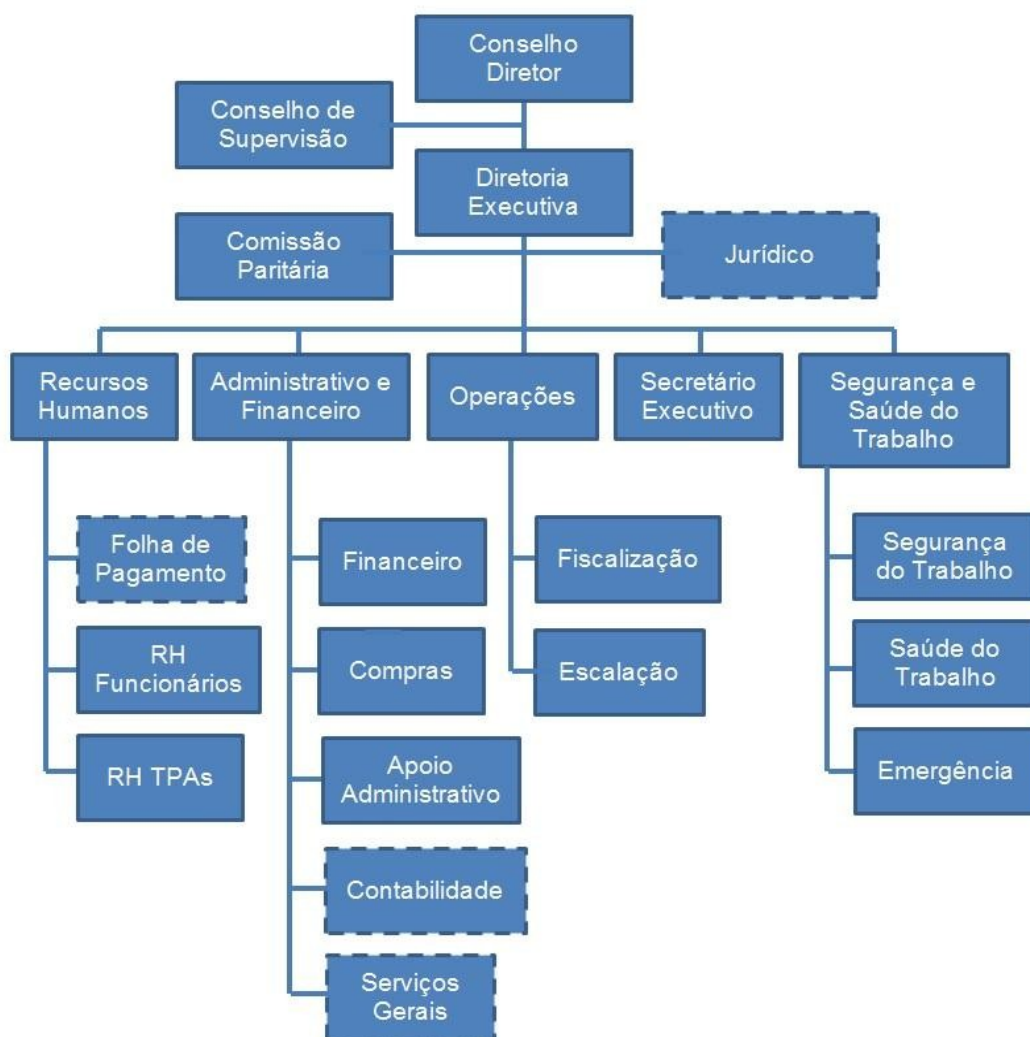 Conselho
Diretor
Conselho de
Supervisão
Diretoria
Executiva
Comissão
Paritária
Jurídico
Recursos
Humanos
Administrativo e
Financeiro
Operações
Secretário
Executivo
Segurança e
Saúde do
Trabalho
Folha de
Pagamento
RH
Funcionários
RH TPAs
Financeiro
Compras
Apoio
Administrativo
Contabilidade
Serviços
Gerais
Fiscalização
Escalação
Segurança
do Trabalho
Saúde do
Trabalho
Emergência